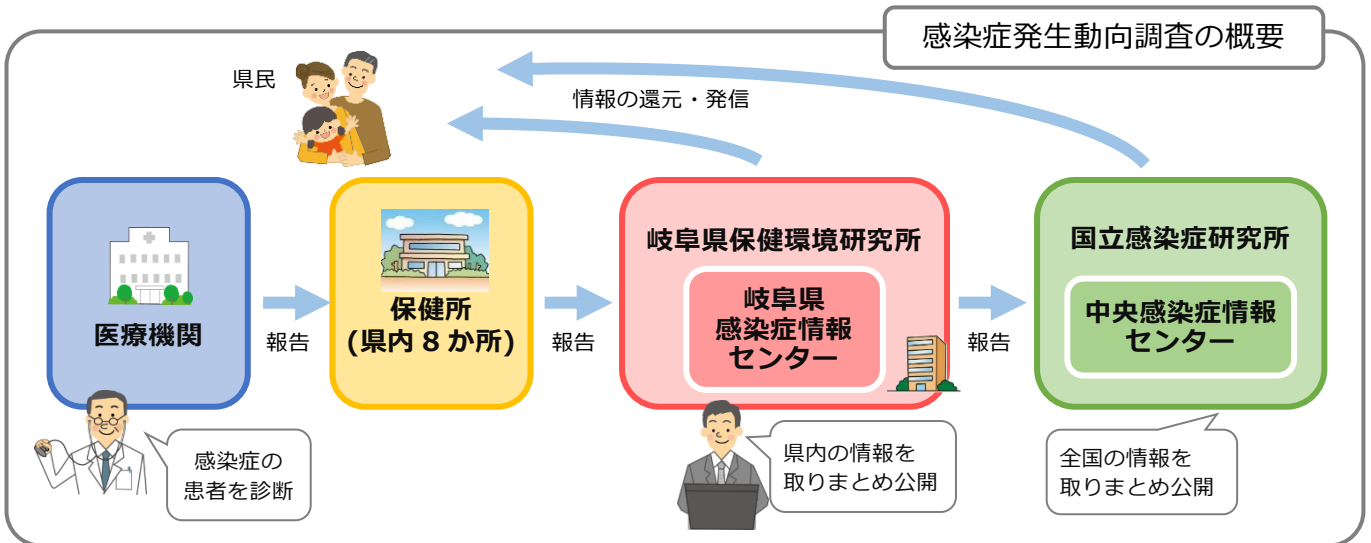 感染症発生動向調査の概要
県民
情報の還元・発信
医療機関
報告
保健所
(県内 8 か所)
報告
岐阜県保健環境研究所
岐阜県
感染症情報
センター
報告
国立感染症研究所
中央感染症情報
センター
感染症の
患者を診断
県内の情報を
取りまとめ公開
全国の情報を
取りまとめ公開